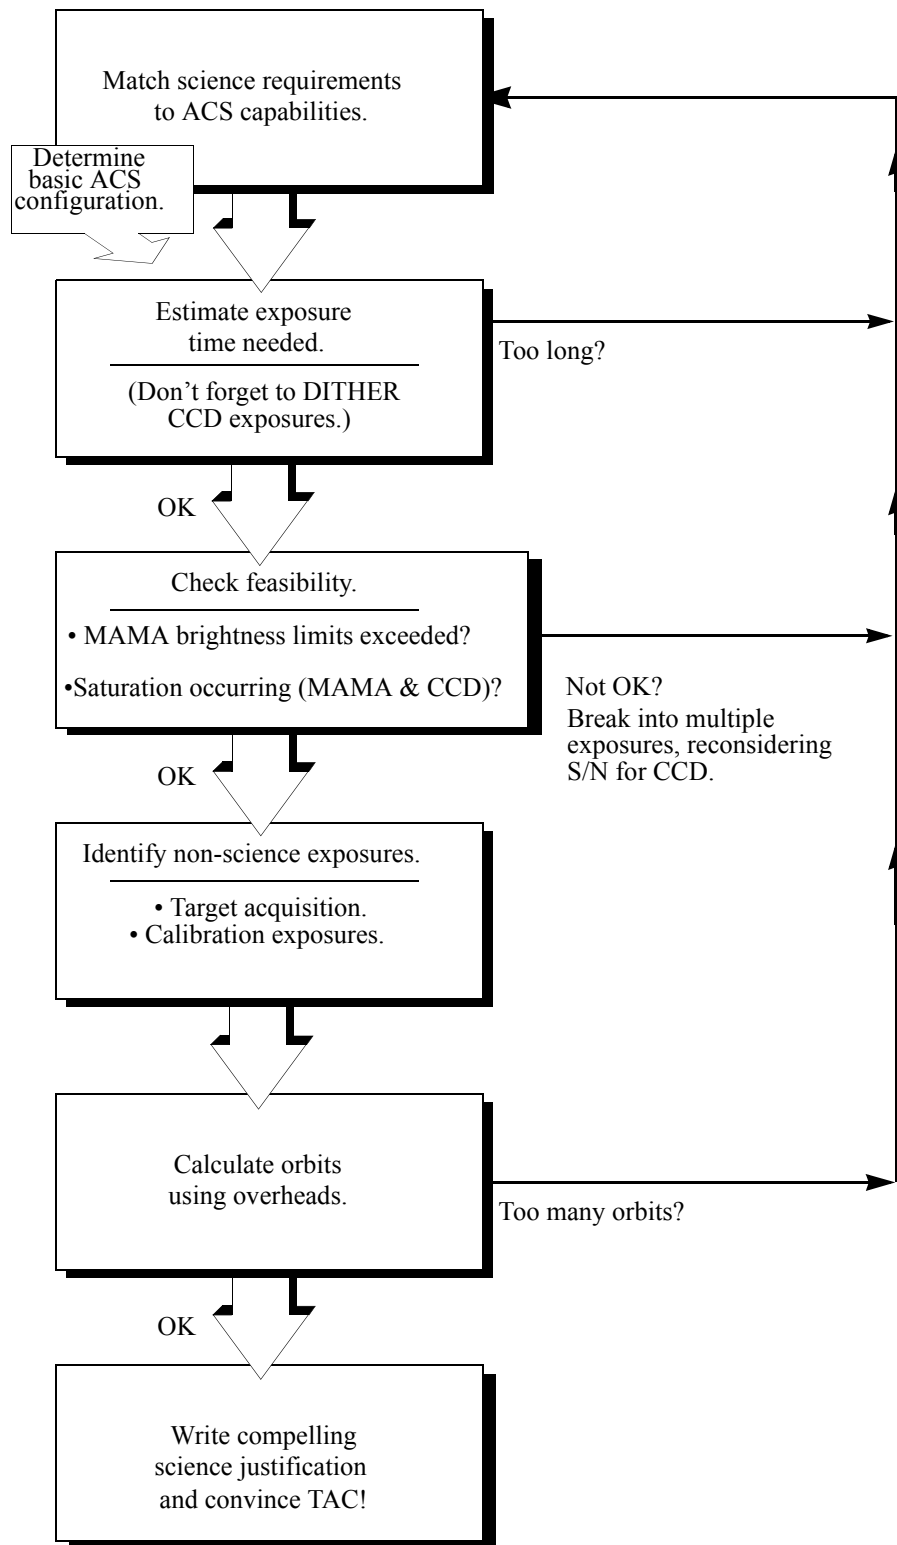 Match science requirements
to ACS capabilities.
Determine
basic ACS
configuration.
Estimate exposure
time needed.
(Don’t forget to DITHER
CCD exposures.)
Too long?
OK
Check feasibility.
• MAMA brightness limits exceeded?
•Saturation occurring (MAMA & CCD)?
Not OK?
Break into multiple
exposures, reconsidering
S/N for CCD.
OK
Identify non-science exposures.
• Target acquisition.
• Calibration exposures.
Calculate orbits
using overheads.
Too many orbits?
OK
Write compelling
science justification
and convince TAC!